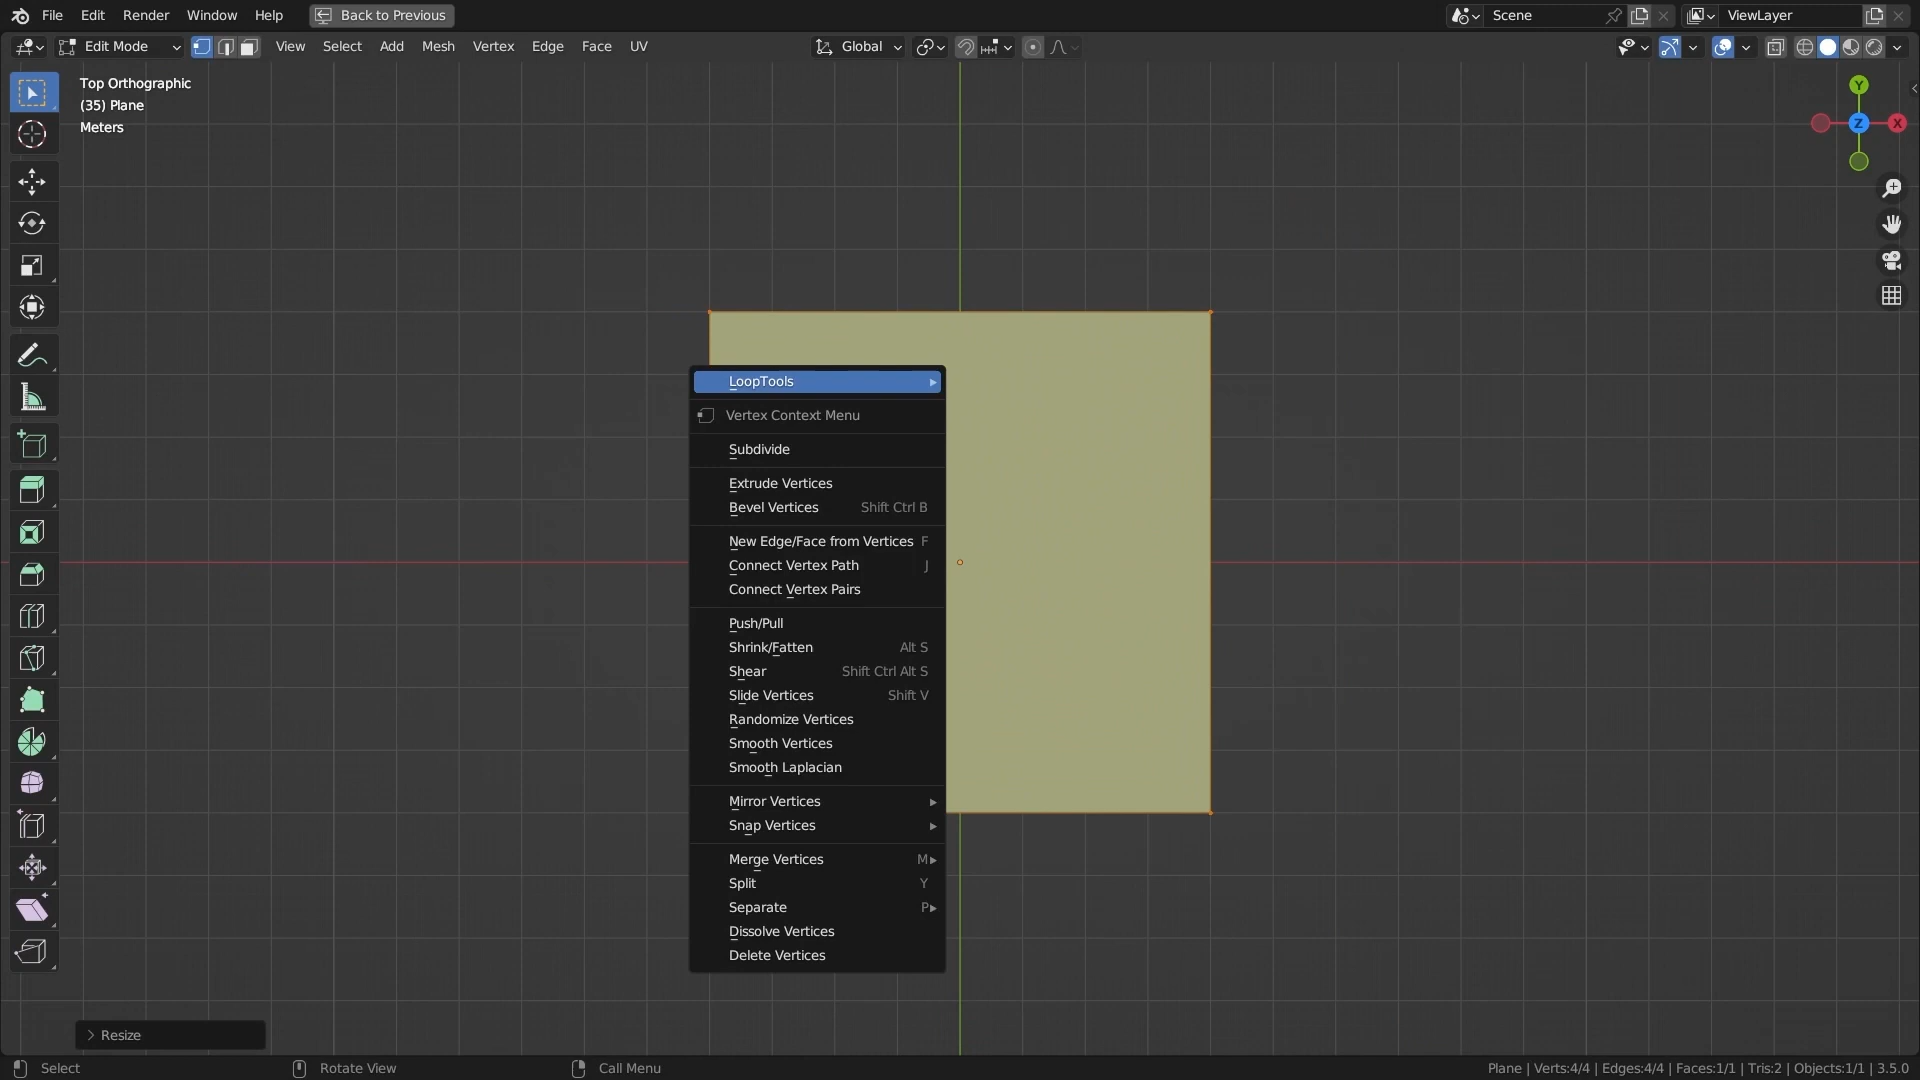 File Edit Render Window Help Back to Previous Scene ViewLayer
Edit Mode View Select Add Mesh Vertex Edge Face UV Global
Top Orthographic
(35) Plane
Meters
Y
Z
X
LoopTools
Vertex Context Menu
Subdivide
Extrude Vertices
Bevel Vertices Shift Ctrl B
New Edge/Face from Vertices F
Connect Vertex Path J
Connect Vertex Pairs
Push/Pull
Shrink/Fatten Alt S
Shear Shift Ctrl Alt S
Slide Vertices Shift V
Randomize Vertices
Smooth Vertices
Smooth Laplacian
Mirror Vertices
Snap Vertices
Merge Vertices M
Split Y
Separate P
Dissolve Vertices
Delete Vertices
Resize
Select Rotate View Call Menu Plane | Verts:4/4 | Edges:4/4 | Faces:1/1 | Tris:2 | Objects:1/1 | 3.5.0